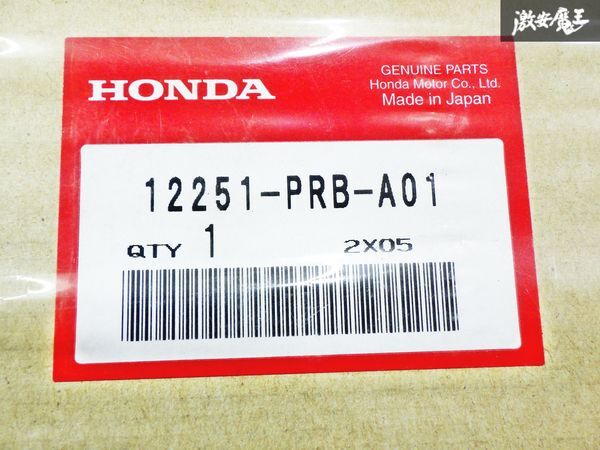 激安魔王
HONDA
GENUINE PARTS
Honda Motor Co., Ltd.
Made in Japan
12251-PRB-A01
QTY 1 2X05